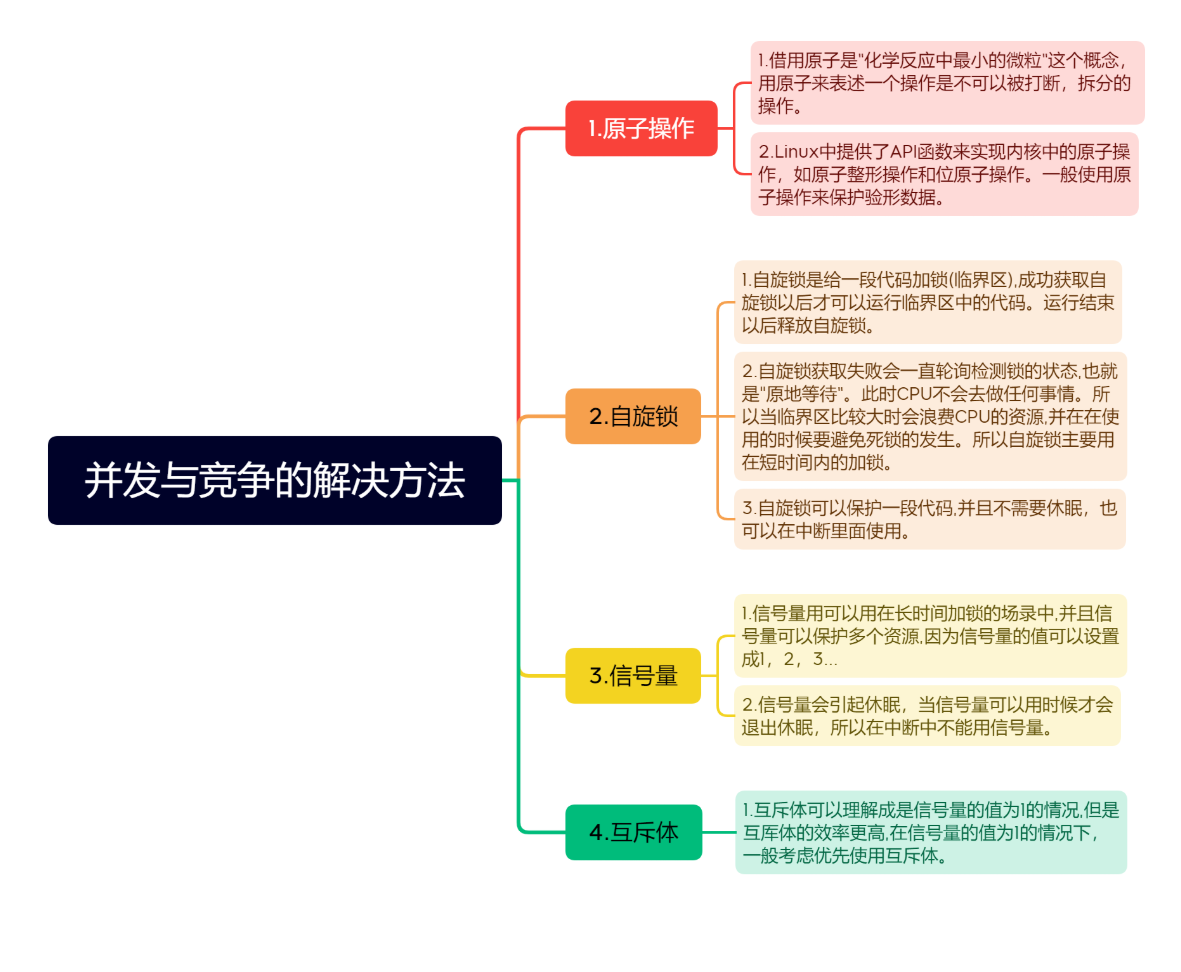 并发与竞争的解决方法
1.原子操作
1.借用原子是"化学反应中最小的微粒"这个概念，
用原子来表述一个操作是不可以被打断，拆分的
操作。
2.Linux中提供了API函数来实现内核中的原子操
作，如原子整形操作和位原子操作。一般使用原
子操作来保护验形数据。
2.自旋锁
1.自旋锁是给一段代码加锁(临界区),成功获取自
旋锁以后才可以运行临界区中的代码。运行结束
以后释放自旋锁。
2.自旋锁获取失败会一直轮询检测锁的状态,也就
是"原地等待"。此时CPU不会去做任何事情。所
以当临界区比较大时会浪费CPU的资源,并在在使
用的时候要避免死锁的发生。所以自旋锁主要用
在短时间内的加锁。
3.自旋锁可以保护一段代码,并且不需要休眠，也
可以在中断里面使用。
3.信号量
1.信号量用可以用在长时间加锁的场录中,并且信
号量可以保护多个资源,因为信号量的值可以设置
成1，2，3...
2.信号量会引起休眠，当信号量可以用时候才会
退出休眠，所以在中断中不能用信号量。
4.互斥体
1.互斥体可以理解成是信号量的值为1的情况,但是
互厍体的效率更高,在信号量的值为1的情况下，
一般考虑优先使用互斥体。